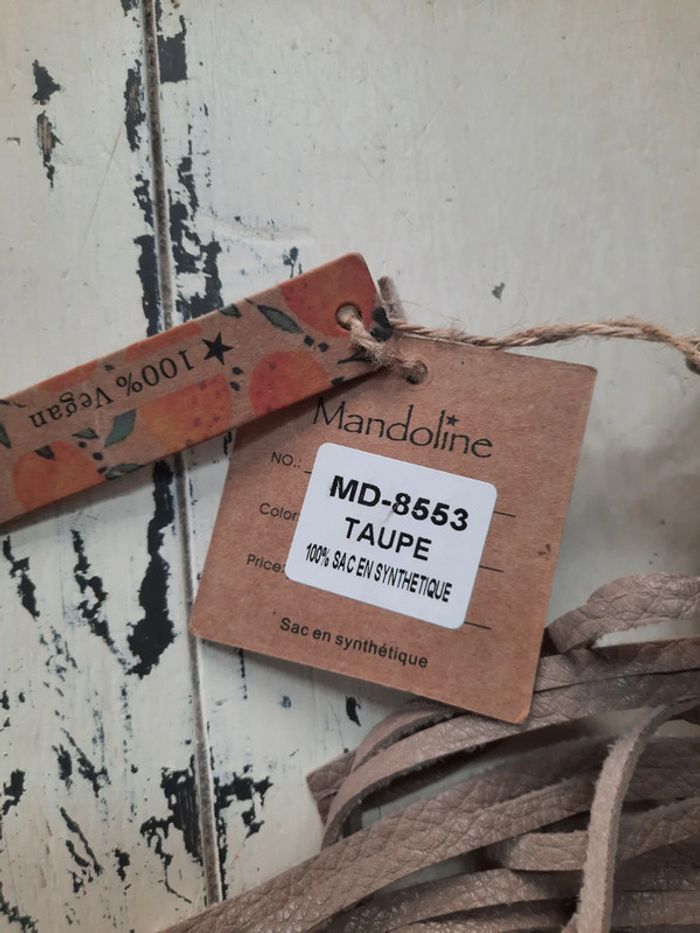 ★ 100% Vegan
Mandoline
NO.:
Color:
Price:
MD-8553
TAUPE
100% SAC EN SYNTHETIQUE
Sac en synthétique